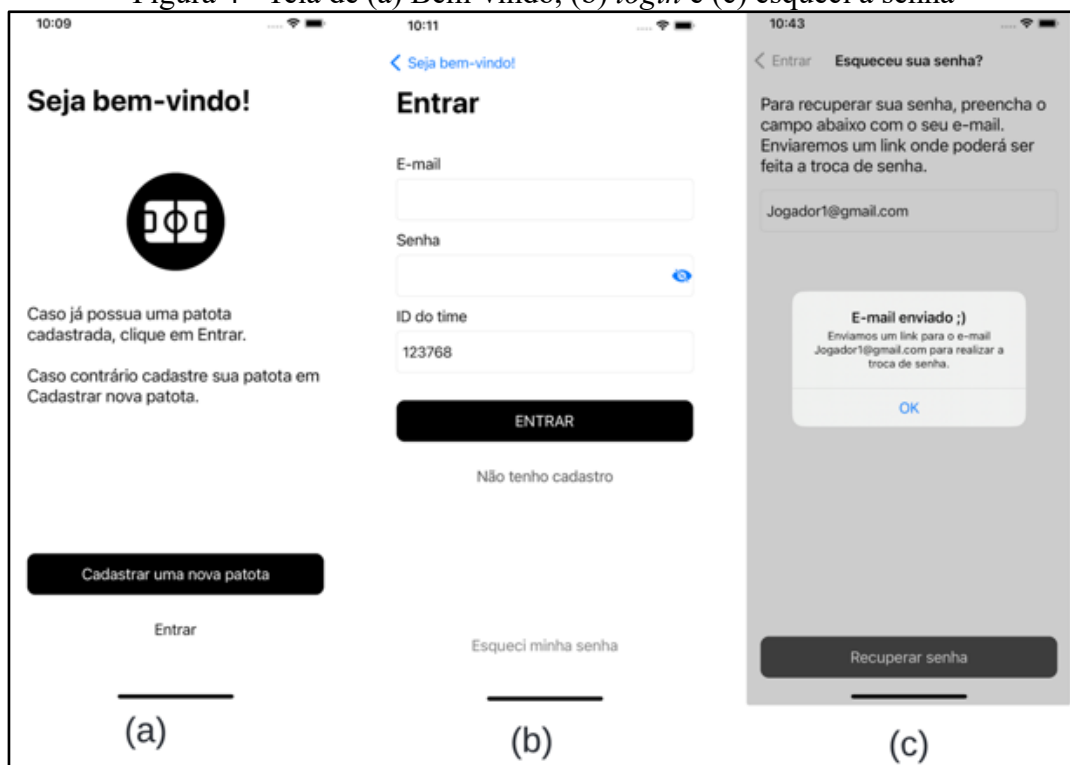 Figura 4 - Tela de (a) Bem-vindo, (b) login e (c) esqueci a senha
10:09
Seja bem-vindo!
Caso já possua uma patota
cadastrada, clique em Entrar.
Caso contrário cadastre sua patota em
Cadastrar nova patota.
Cadastrar uma nova patota
Entrar
(a)
10:11
Seja bem-vindo!
Entrar
E-mail
Senha
ID do time
123768
ENTRAR
Não tenho cadastro
Esqueci minha senha
(b)
10:43
Entrar Esqueceu sua senha?
Para recuperar sua senha, preencha o
campo abaixo com o seu e-mail.
Enviaremos um link onde poderá ser
feita a troca de senha.
Jogador1@gmail.com
E-mail enviado ;)
Enviamos um link para o e-mail
Jogador1@gmail.com para realizar a
troca de senha.
OK
Recuperar senha
(c)